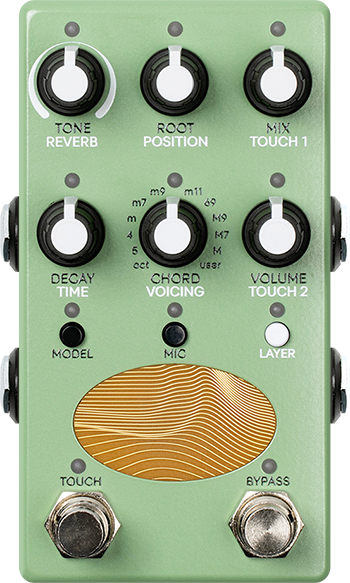 TONE ROOT MIX
REVERB POSITION TOUCH 1
m9 m11
m7 69
m M9
4 M7
5 M
oct user
DECAY CHORD VOLUME
TIME VOICING TOUCH 2
MODEL MIC LAYER
TOUCH BYPASS